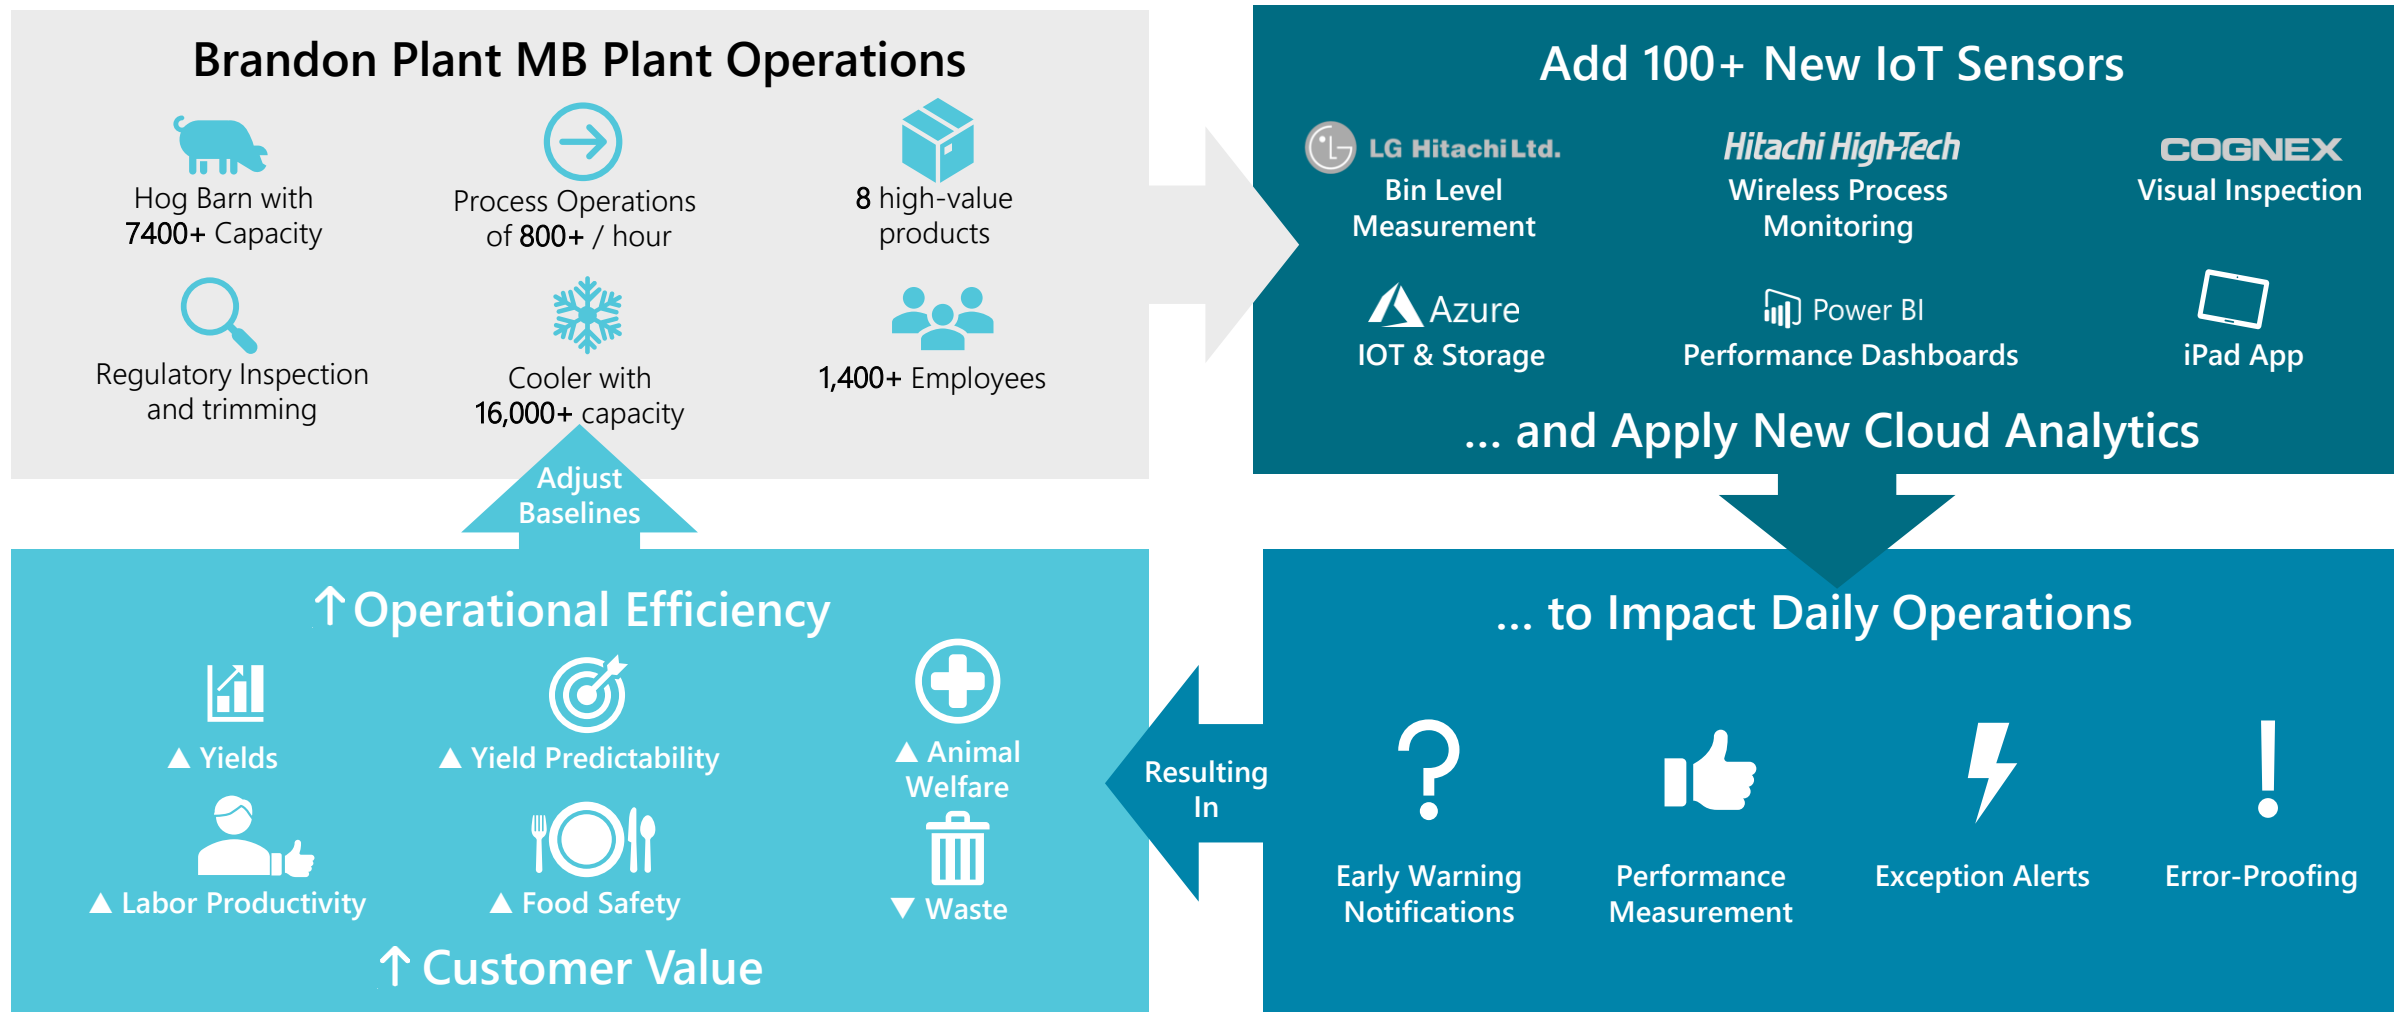 Brandon Plant MB Plant Operations
Hog Barn with
7400+ Capacity
Process Operations
of 800+ / hour
8 high-value
products
Regulatory Inspection
and trimming
Cooler with
16,000+ capacity
1,400+ Employees
Add 100+ New IoT Sensors
LG Hitachi Ltd.
Bin Level
Measurement
Hitachi High-Tech
Wireless Process
Monitoring
COGNEX
Visual Inspection
Azure
IOT & Storage
Power BI
Performance Dashboards
iPad App
... and Apply New Cloud Analytics
... to Impact Daily Operations
Early Warning
Notifications
Performance
Measurement
Exception Alerts
Error-Proofing
Resulting
In
↑ Operational Efficiency
▲ Yields
▲ Yield Predictability
▲ Animal
Welfare
▲ Labor Productivity
▲ Food Safety
▼ Waste
↑ Customer Value
Adjust
Baselines